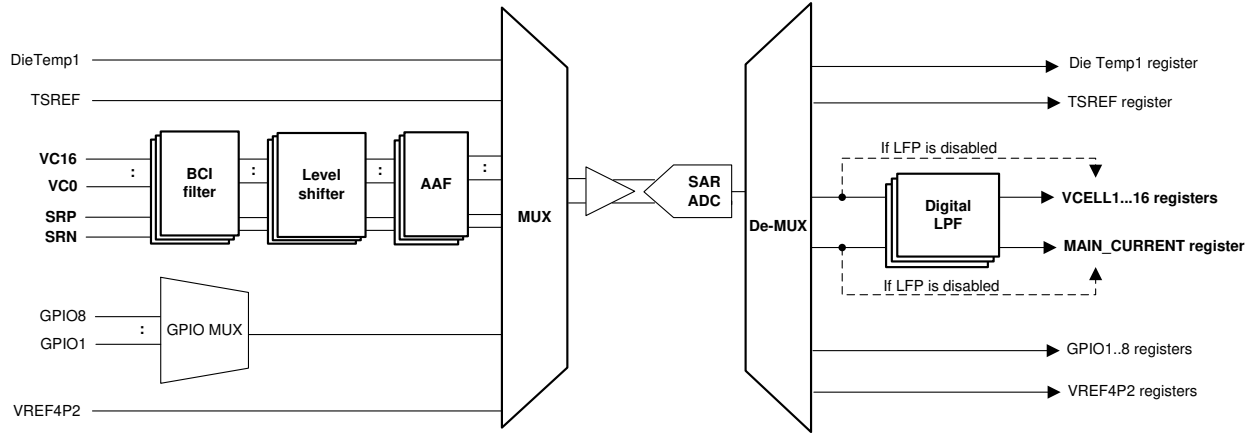 DieTemp1
TSREF
VC16
:
VC0
SRP
SRN
BCI
filter
:
Level
shifter
:
AAF
:
GPIO8
:
GPIO1
GPIO MUX
VREF4P2
MUX
SAR
ADC
De-MUX
Die Temp1 register
TSREF register
If LFP is disabled
Digital
LPF
VCELL1...16 registers
MAIN_CURRENT register
If LFP is disabled
GPIO1..8 registers
VREF4P2 registers